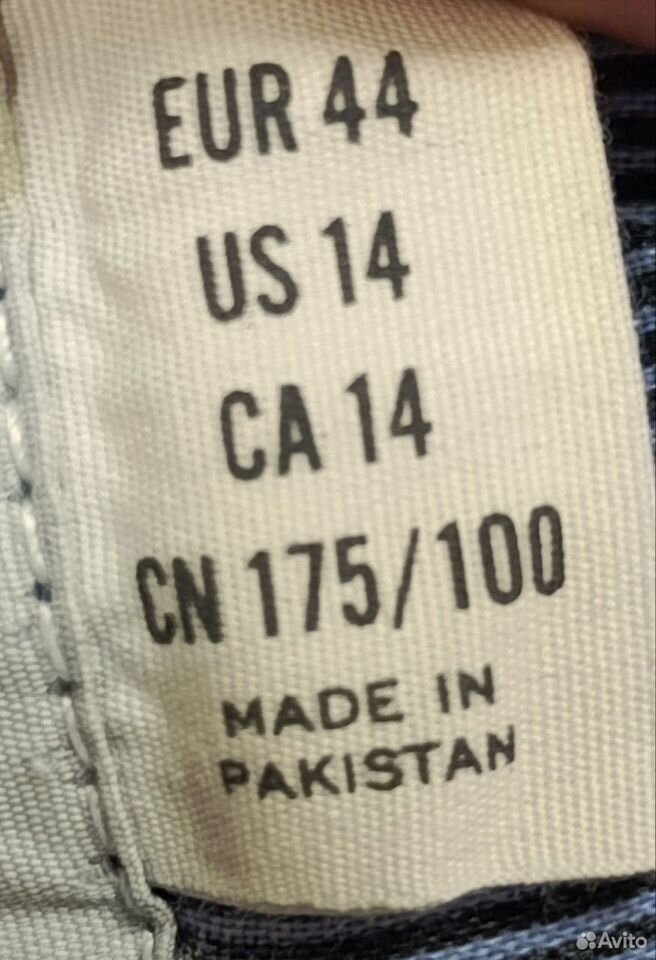 EUR 44
US 14
CA 14
CN 175/100
MADE IN
PAKISTAN
Avito